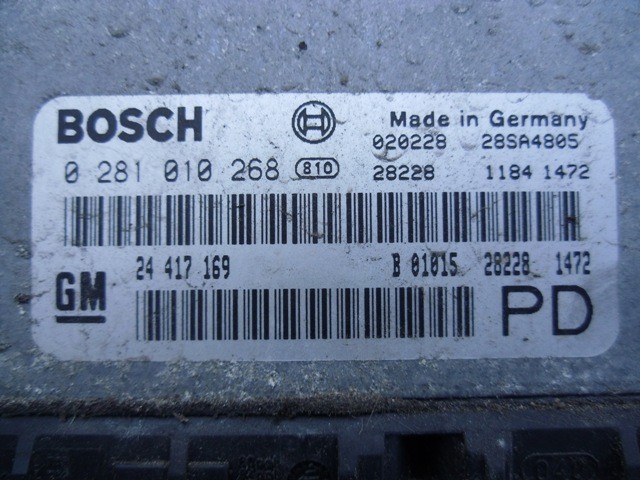 BOSCH Made in Germany
020228 28SA4805
0 281 010 268 810 28228 1184 1472
24 417 169 B 01015 28228 1472
GM PD